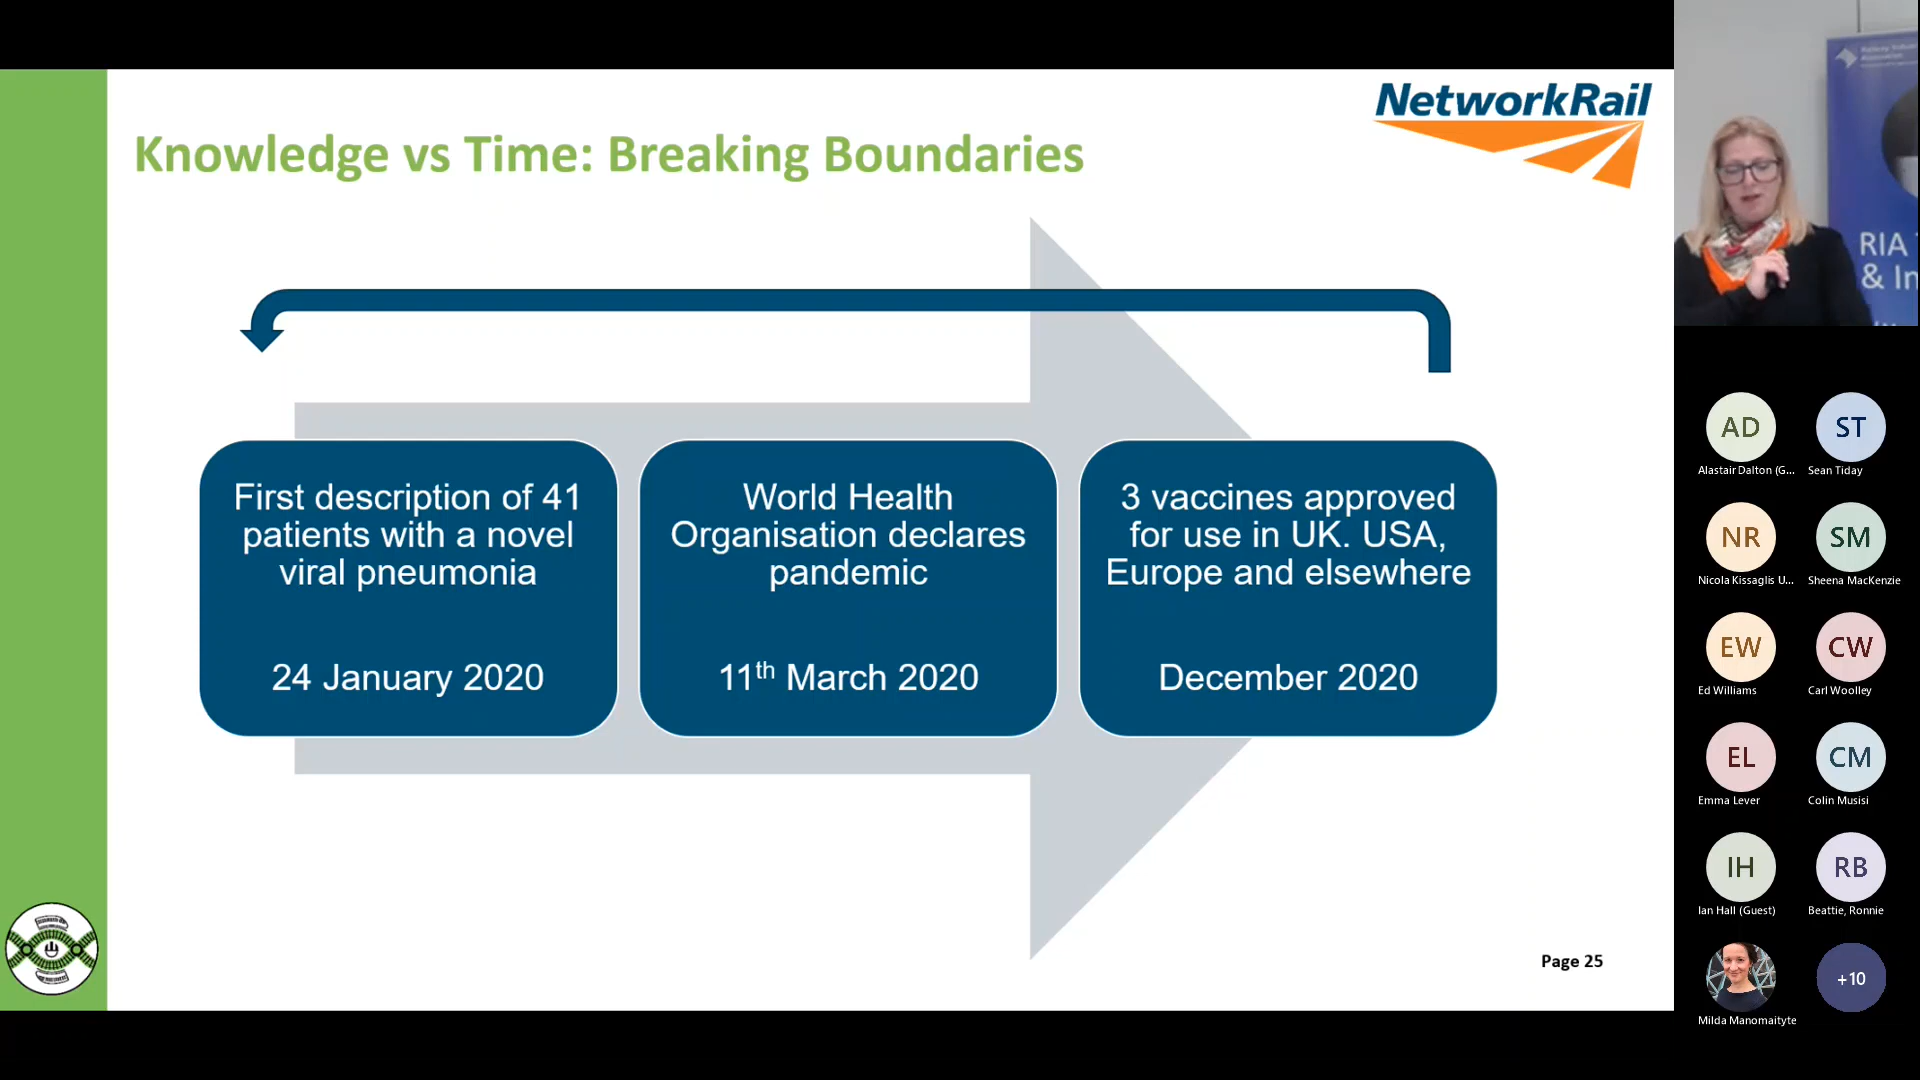 NetworkRail
Knowledge vs Time: Breaking Boundaries
First description of 41
patients with a novel
viral pneumonia
24 January 2020
World Health
Organisation declares
pandemic
11th March 2020
3 vaccines approved
for use in UK. USA,
Europe and elsewhere
December 2020
Page 25
RIA
& In
AD
Alastair Dalton (G...
ST
Sean Tiday
NR
Nicola Kissaglis U...
SM
Sheena MacKenzie
EW
Ed Williams
CW
Carl Woolley
EL
Emma Lever
CM
Colin Musisi
IH
Ian Hall (Guest)
RB
Beattie, Ronnie
Milda Manomaityte
+10